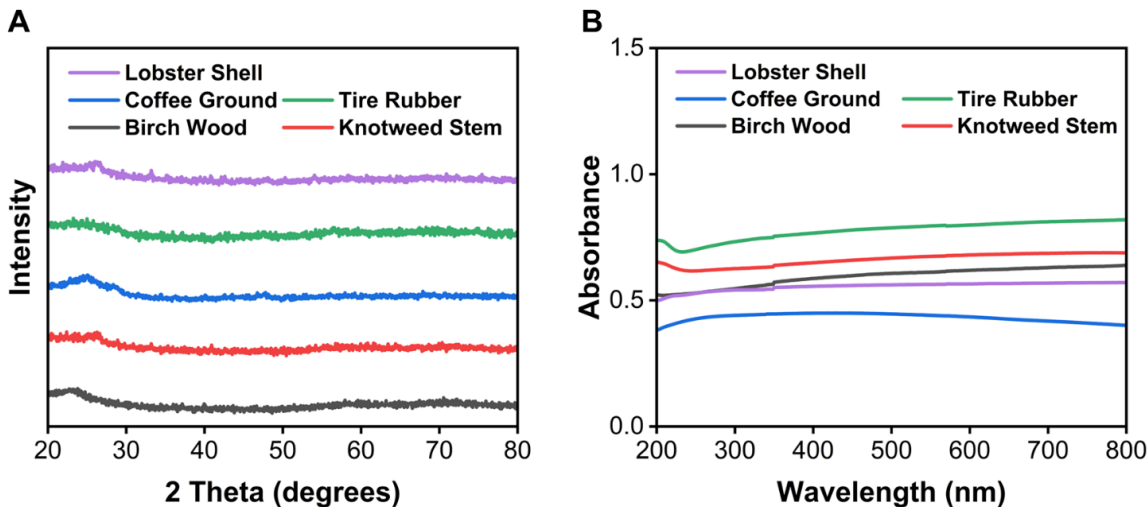 A
Lobster Shell
Coffee Ground Tire Rubber
Birch Wood Knotweed Stem
Intensity
20 30 40 50 60 70 80
2 Theta (degrees)
B
1.5
Lobster Shell
Coffee Ground Tire Rubber
Birch Wood Knotweed Stem
1.0
Absorbance
0.5
0.0
200 300 400 500 600 700 800
Wavelength (nm)